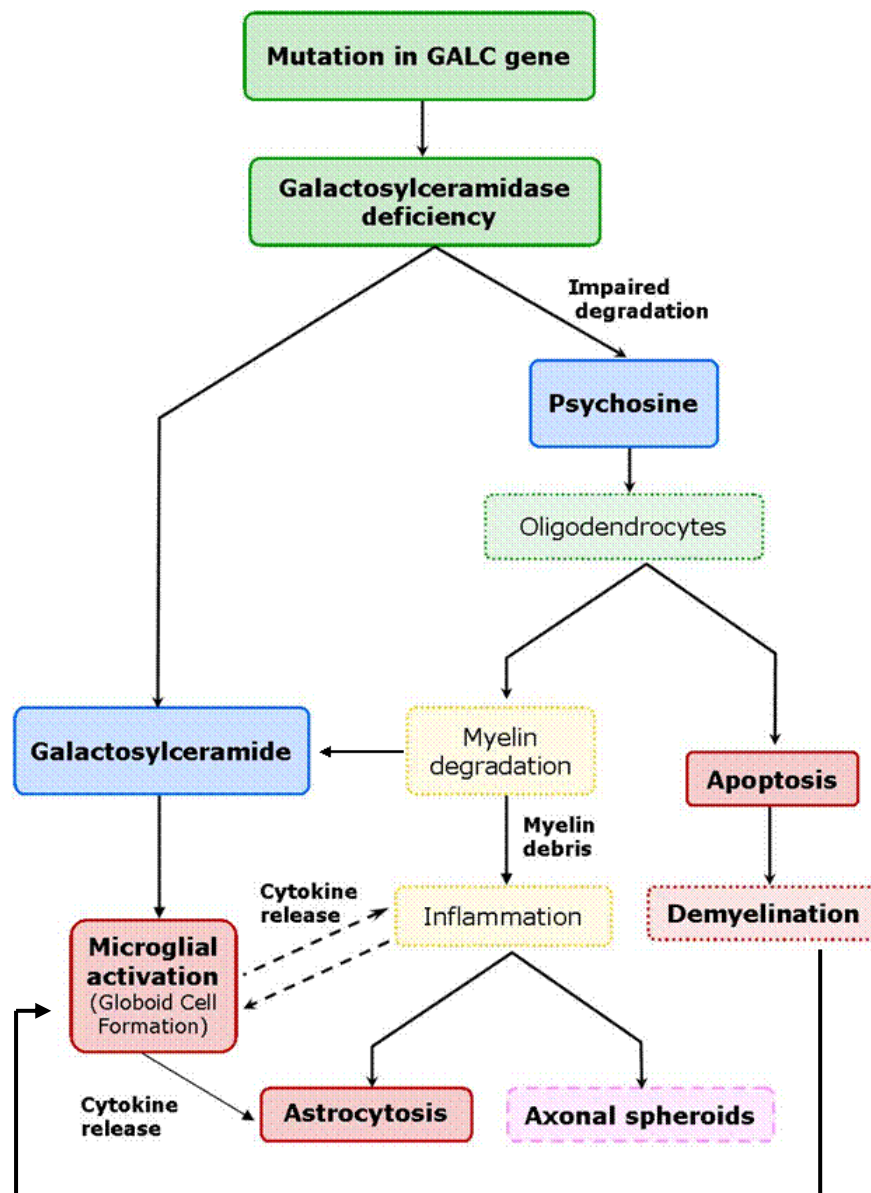 Mutation in GALC gene
Galactosylceramidase
deficiency
Impaired
degradation
Psychosine
Oligodendrocytes
Galactosylceramide
Myelin
degradation
Apoptosis
Myelin
debris
Cytokine
release
Inflammation
Demyelination
Microglial
activation
(Globoid Cell
Formation)
Cytokine
release
Astrocytosis
Axonal spheroids